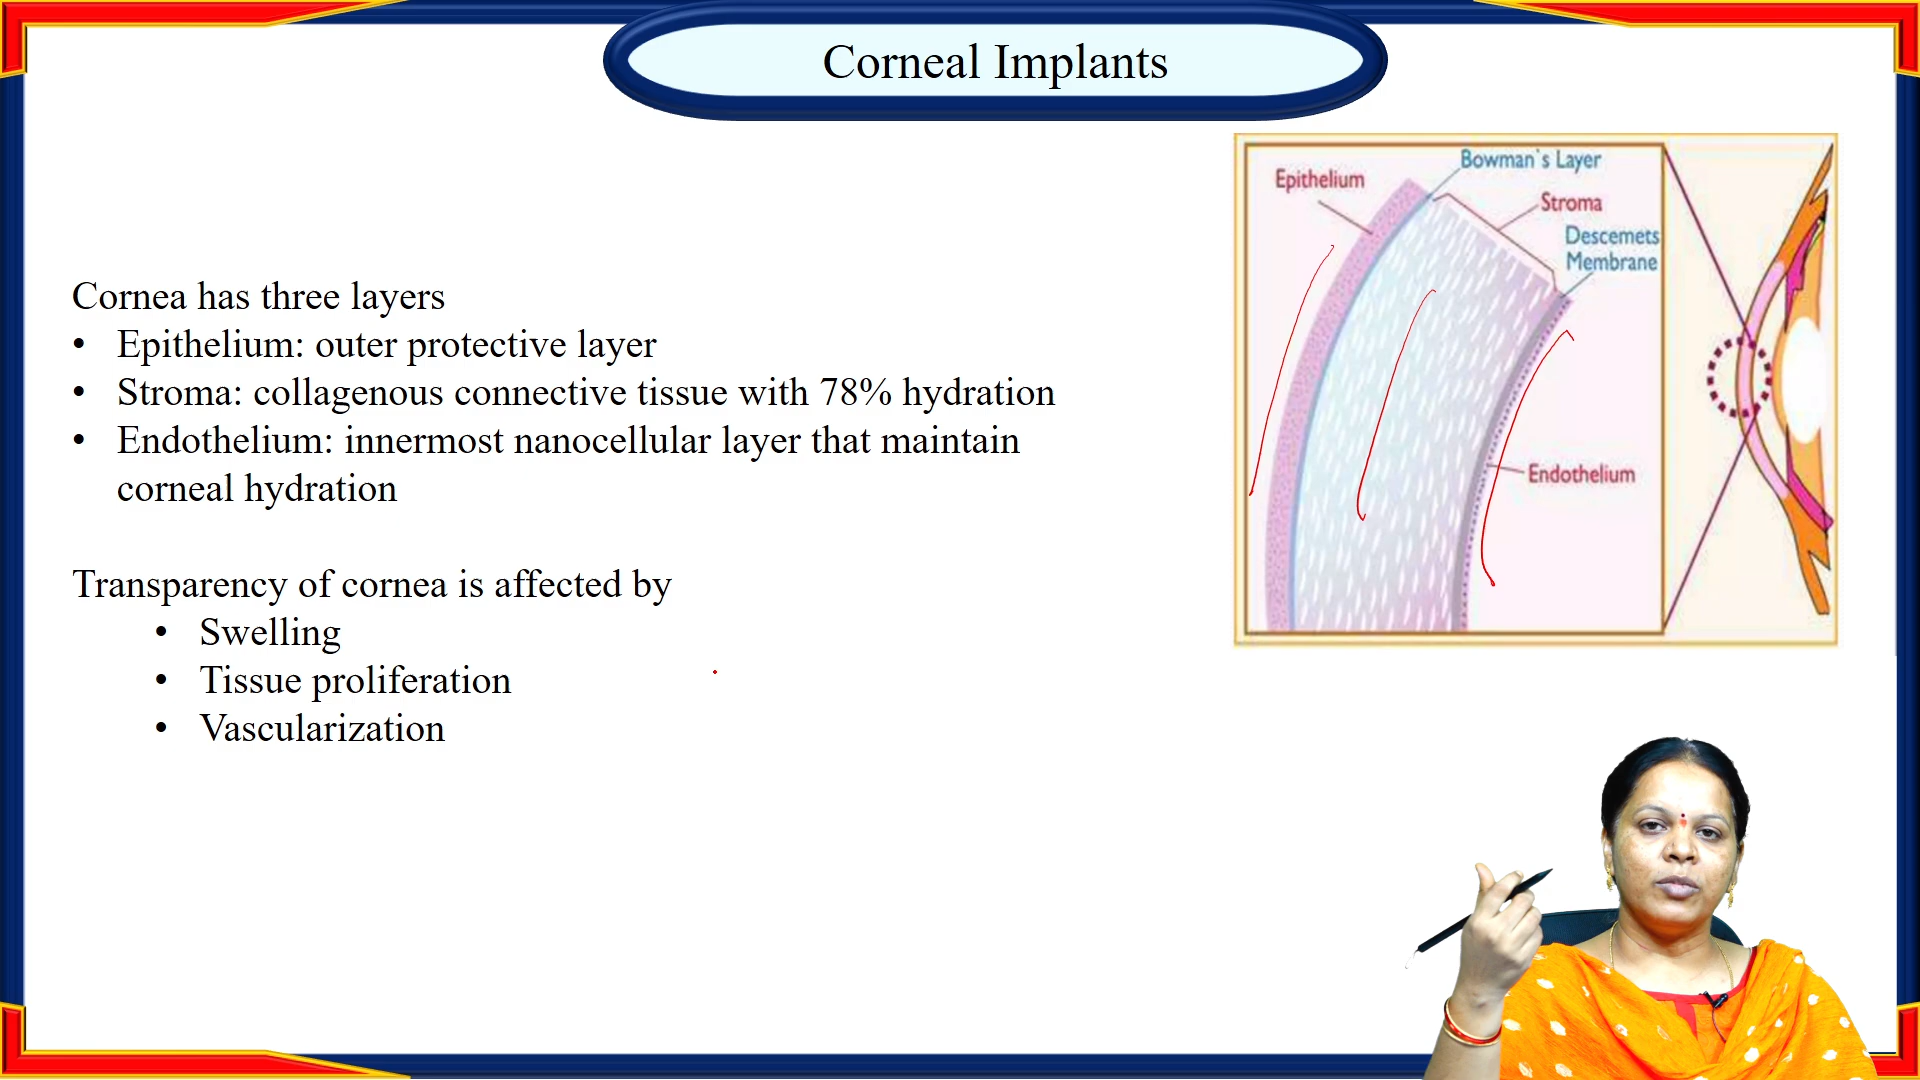 Corneal Implants
Cornea has three layers
• Epithelium: outer protective layer
• Stroma: collagenous connective tissue with 78% hydration
• Endothelium: innermost nanocellular layer that maintain
corneal hydration
Transparency of cornea is affected by
• Swelling
• Tissue proliferation
• Vascularization
Bowman`s Layer
Epithelium
Stroma
Descemets
Membrane
Endothelium